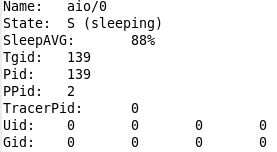 Name:	aio/0
State:	S (sleeping)
SleepAVG:	88%
Tgid:	139
Pid:	139
PPid:	2
TracerPid:	0
Uid:	0	0	0	0
Gid:	0	0	0	0